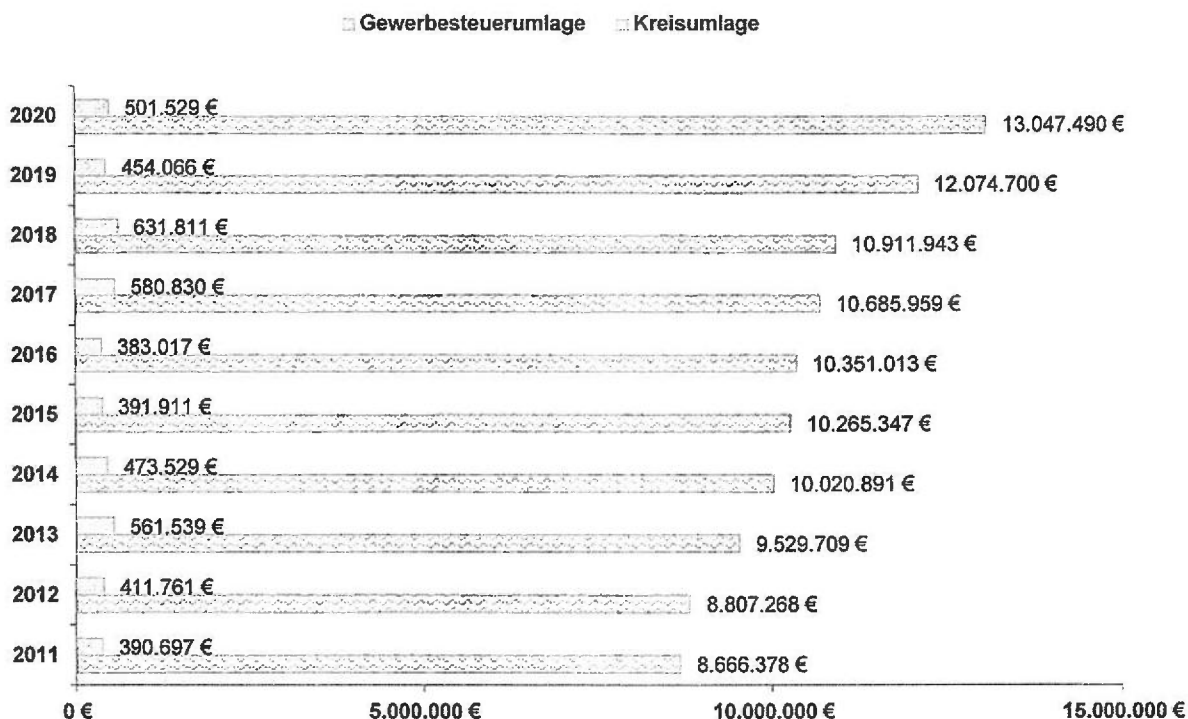 Gewerbesteuerumlage Kreisumlage
2020 501.529 €
13.047.490 €
2019 454.066 €
12.074.700 €
2018 631.811 €
10.911.943 €
2017 580.830 €
10.685.959 €
2016 383.017 €
10.351.013 €
2015 391.911 €
10.265.347 €
2014 473.529 €
10.020.891 €
2013 561.539 €
9.529.709 €
2012 411.761 €
8.807.268 €
2011 390.697 €
8.666.378 €
0 € 5.000.000 € 10.000.000 € 15.000.000 €